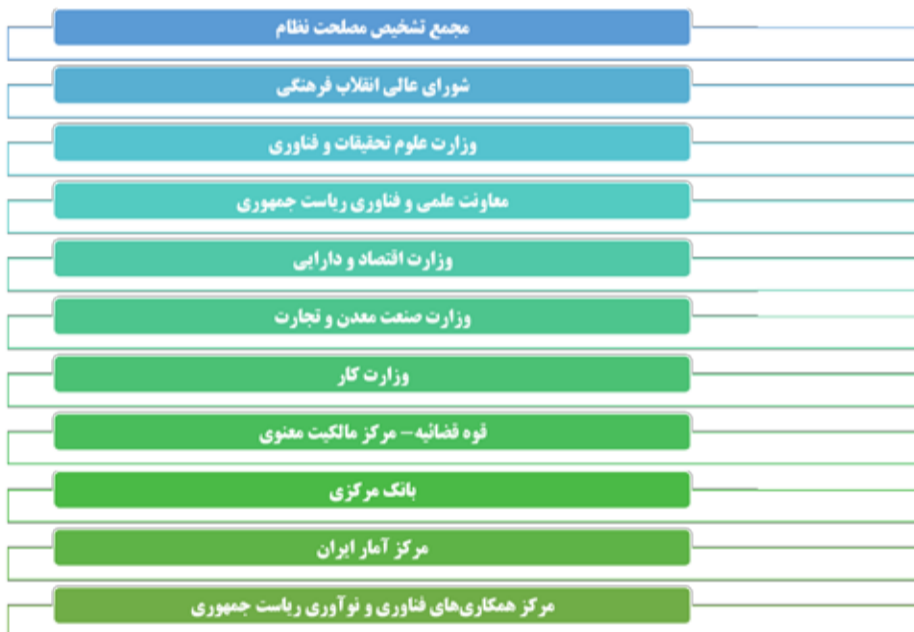 مجمع تشخیص مصلحت نظام
شورای عالی انقلاب فرهنگی
وزارت علوم تحقیقات و فناوری
معاونت علمی و فناوری ریاست جمهوری
وزارت اقتصاد و دارایی
وزارت صنعت معدن و تجارت
وزارت کار
قوه قضائیه– مرکز مالکیت معنوی
بانک مرکزی
مرکز آمار ایران
مرکز همکاری‌های فناوری و نوآوری ریاست جمهوری